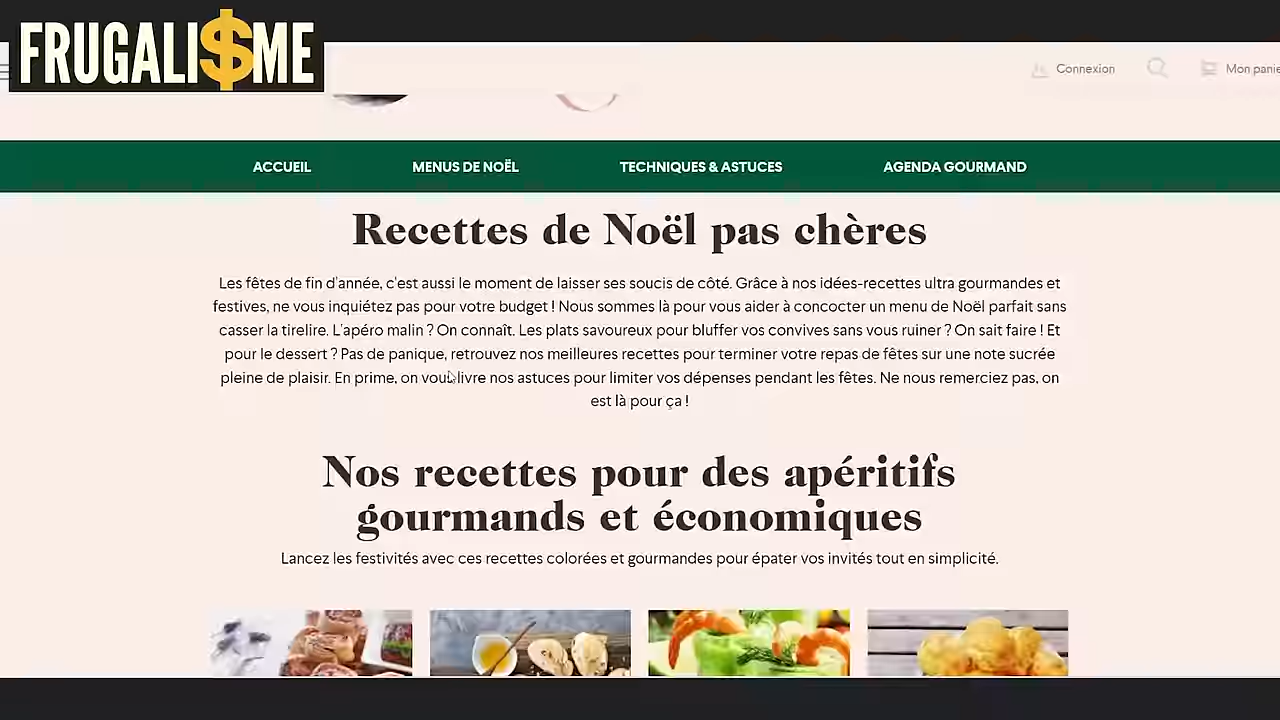 FRUGALI$ME
Connexion
Mon panie
ACCUEIL
MENUS DE NOËL
TECHNIQUES & ASTUCES
AGENDA GOURMAND
Recettes de Noël pas chères
Les fêtes de fin d'année, c'est aussi le moment de laisser ses soucis de côté. Grâce à nos idées-recettes ultra gourmandes et
festives, ne vous inquiétez pas pour votre budget ! Nous sommes là pour vous aider à concocter un menu de Noël parfait sans
casser la tirelire. L'apéro malin ? On connaît. Les plats savoureux pour bluffer vos convives sans vous ruiner ? On sait faire ! Et
pour le dessert ? Pas de panique, retrouvez nos meilleures recettes pour terminer votre repas de fêtes sur une note sucrée
pleine de plaisir. En prime, on vous livre nos astuces pour limiter vos dépenses pendant les fêtes. Ne nous remerciez pas, on
est là pour ça !
Nos recettes pour des apéritifs
gourmands et économiques
Lancez les festivités avec ces recettes colorées et gourmandes pour épater vos invités tout en simplicité.